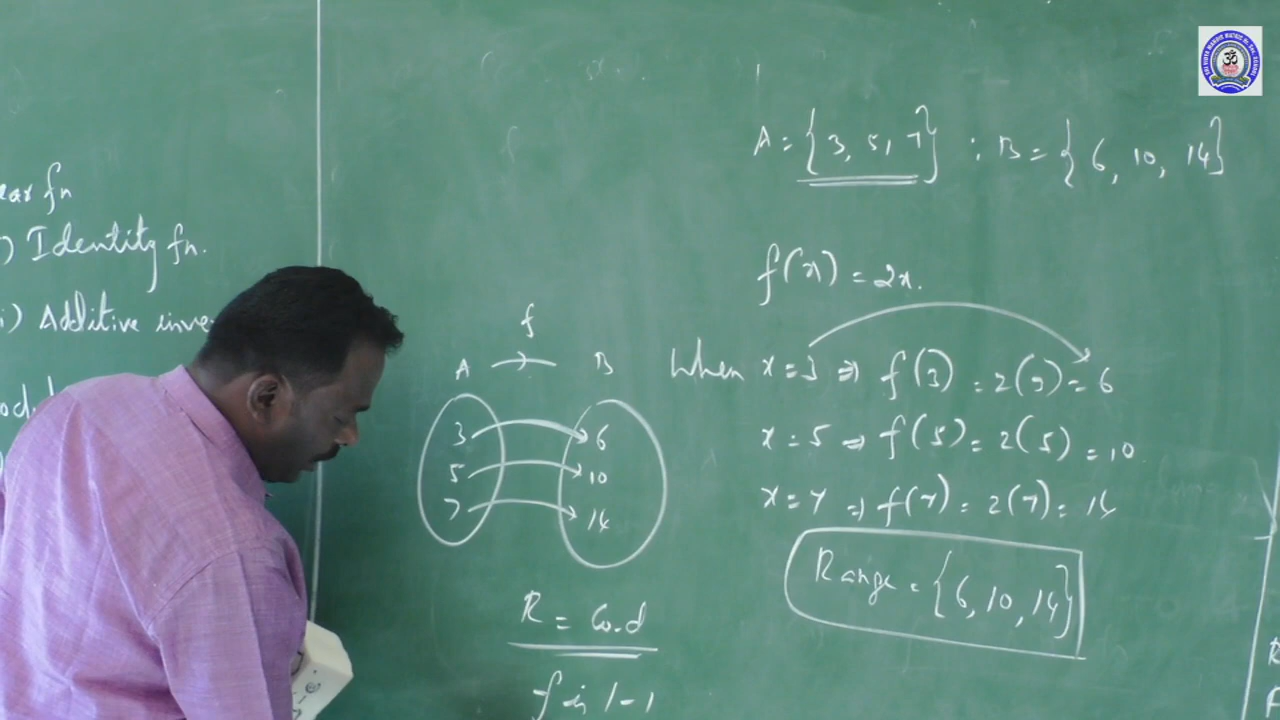 ear fn
) Identity fn.
i) Additive inve
A = {3, 5, 7} ; B = {6, 10, 14}
f(x) = 2x.
f
A → B
3 → 6
5 → 10
7 → 14
R = Co.d
f is 1-1
When x = 3 ⇒ f(3) = 2(3) = 6
x = 5 ⇒ f(5) = 2(5) = 10
x = 7 ⇒ f(7) = 2(7) = 14
Range = {6, 10, 14}